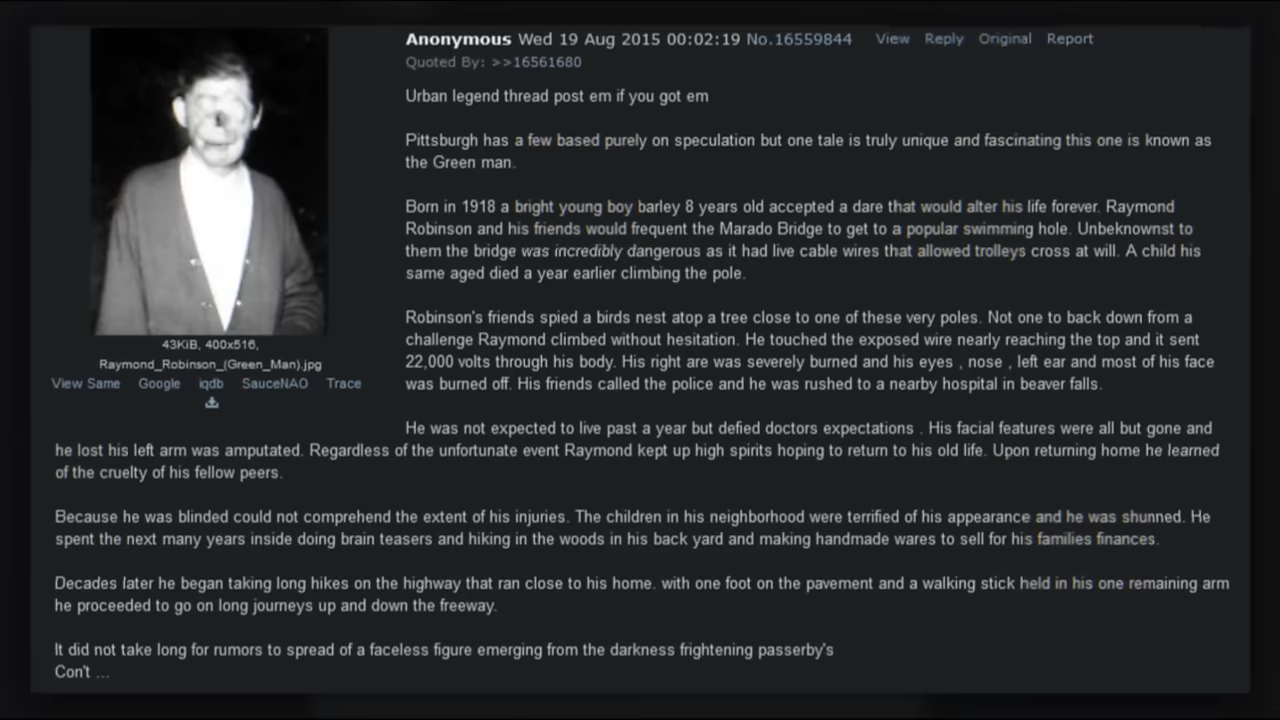 Anonymous Wed 19 Aug 2015 00:02:19 No.16559844 View Reply Original Report
Quoted By: >>16561680
Urban legend thread post em if you got em
Pittsburgh has a few based purely on speculation but one tale is truly unique and fascinating this one is known as
the Green man.
Born in 1918 a bright young boy barley 8 years old accepted a dare that would alter his life forever. Raymond
Robinson and his friends would frequent the Marado Bridge to get to a popular swimming hole. Unbeknownst to
them the bridge was incredibly dangerous as it had live cable wires that allowed trolleys cross at will. A child his
same aged died a year earlier climbing the pole.
Robinson's friends spied a birds nest atop a tree close to one of these very poles. Not one to back down from a
challenge Raymond climbed without hesitation. He touched the exposed wire nearly reaching the top and it sent
22,000 volts through his body. His right are was severely burned and his eyes , nose , left ear and most of his face
was burned off. His friends called the police and he was rushed to a nearby hospital in beaver falls.
43KiB, 400x516,
Raymond_Robinson_(Green_Man).jpg
View Same Google iqdb SauceNAO Trace
He was not expected to live past a year but defied doctors expectations . His facial features were all but gone and
he lost his left arm was amputated. Regardless of the unfortunate event Raymond kept up high spirits hoping to return to his old life. Upon returning home he learned
of the cruelty of his fellow peers.
Because he was blinded could not comprehend the extent of his injuries. The children in his neighborhood were terrified of his appearance and he was shunned. He
spent the next many years inside doing brain teasers and hiking in the woods in his back yard and making handmade wares to sell for his families finances.
Decades later he began taking long hikes on the highway that ran close to his home. with one foot on the pavement and a walking stick held in his one remaining arm
he proceeded to go on long journeys up and down the freeway.
It did not take long for rumors to spread of a faceless figure emerging from the darkness frightening passerby's
Con't ...